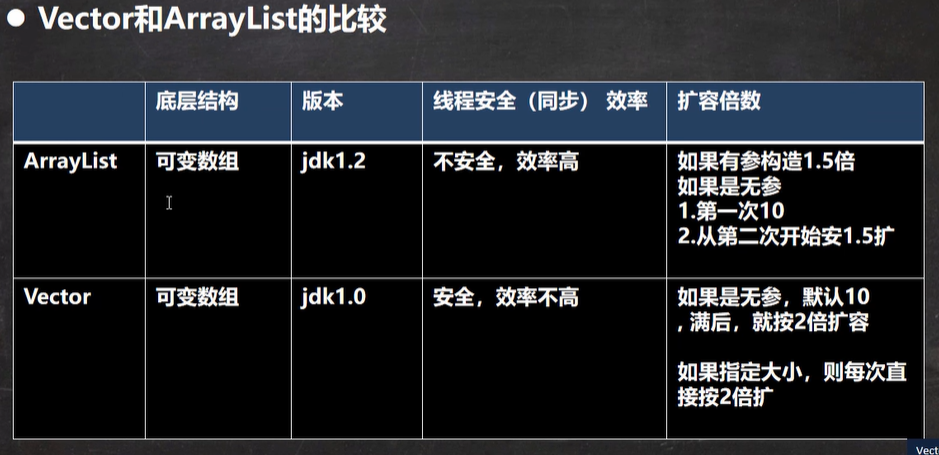 Vector和ArrayList的比较
底层结构 版本 线程安全（同步） 效率 扩容倍数
ArrayList 可变数组 jdk1.2 不安全，效率高 如果有参构造1.5倍
如果是无参
1.第一次10
2.从第二次开始安1.5扩
Vector 可变数组 jdk1.0 安全，效率不高 如果是无参，默认10
, 满后，就按2倍扩容
如果指定大小，则每次直
接按2倍扩
Vect